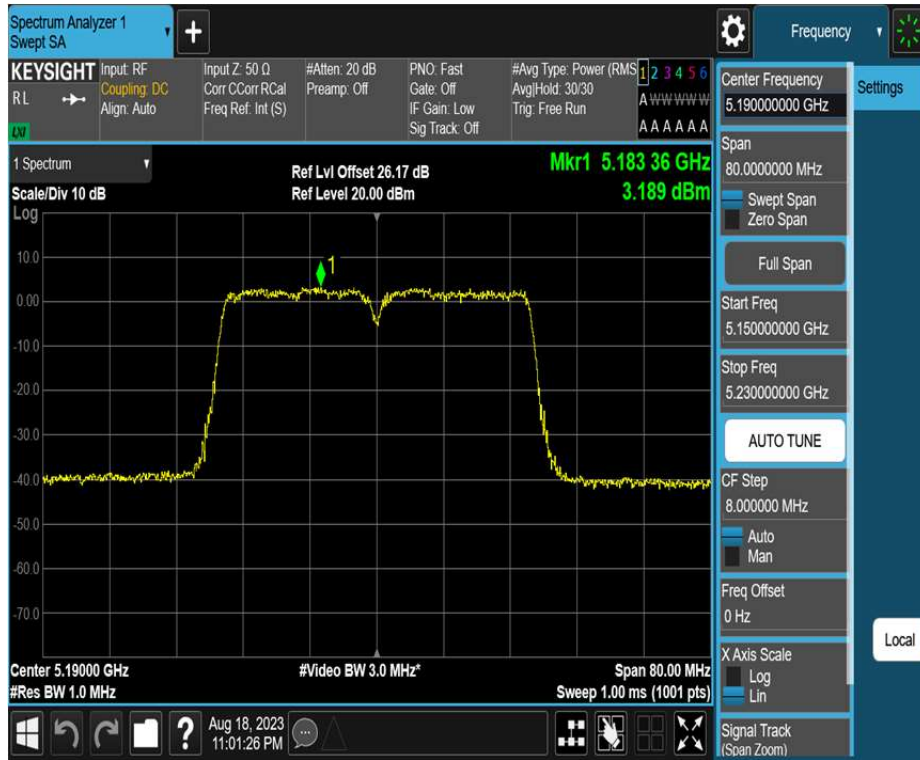 Spectrum Analyzer 1
Swept SA
+
Frequency
KEYSIGHT
RL
LXI
Input: RF
Coupling: DC
Align: Auto
Input Z: 50 Ω
Corr CCorr RCal
Freq Ref: Int (S)
#Atten: 20 dB
Preamp: Off
PNO: Fast
Gate: Off
IF Gain: Low
Sig Track: Off
#Avg Type: Power (RMS
Avg|Hold: 30/30
Trig: Free Run
1 2 3 4 5 6
A W W W W W
A A A A A A
1 Spectrum
Scale/Div 10 dB
Log
Ref Lvl Offset 26.17 dB
Ref Level 20.00 dBm
Mkr1 5.183 36 GHz
3.189 dBm
1
10.0
0.00
-10.0
-20.0
-30.0
-40.0
-50.0
-60.0
-70.0
Center 5.19000 GHz
#Res BW 1.0 MHz
#Video BW 3.0 MHz*
Span 80.00 MHz
Sweep 1.00 ms (1001 pts)
?
Aug 18, 2023
11:01:26 PM
Center Frequency
5.19000000 GHz
Span
80.0000000 MHz
Swept Span
Zero Span
Full Span
Start Freq
5.150000000 GHz
Stop Freq
5.230000000 GHz
AUTO TUNE
CF Step
8.000000 MHz
Auto
Man
Freq Offset
0 Hz
X Axis Scale
Log
Lin
Signal Track
(Span Zoom)
Settings
Local